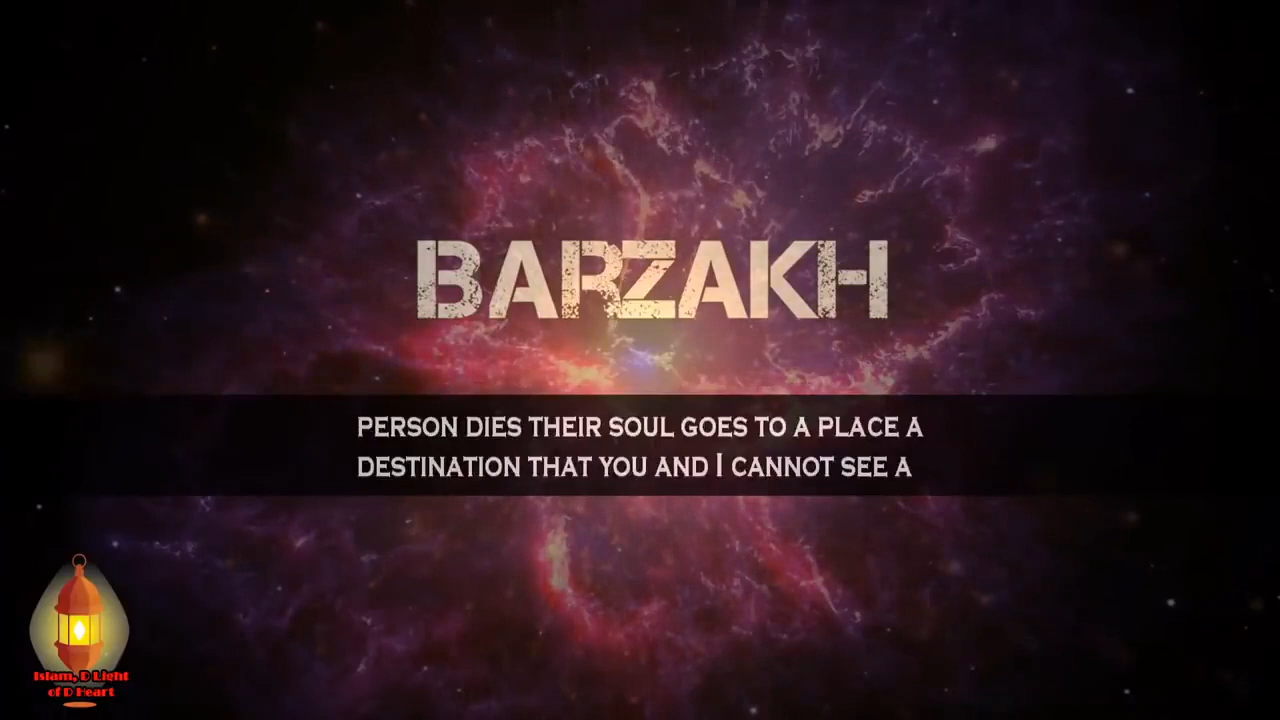 BARZAKH
PERSON DIES THEIR SOUL GOES TO A PLACE A
DESTINATION THAT YOU AND I CANNOT SEE A
Islam, D Light
of D Heart